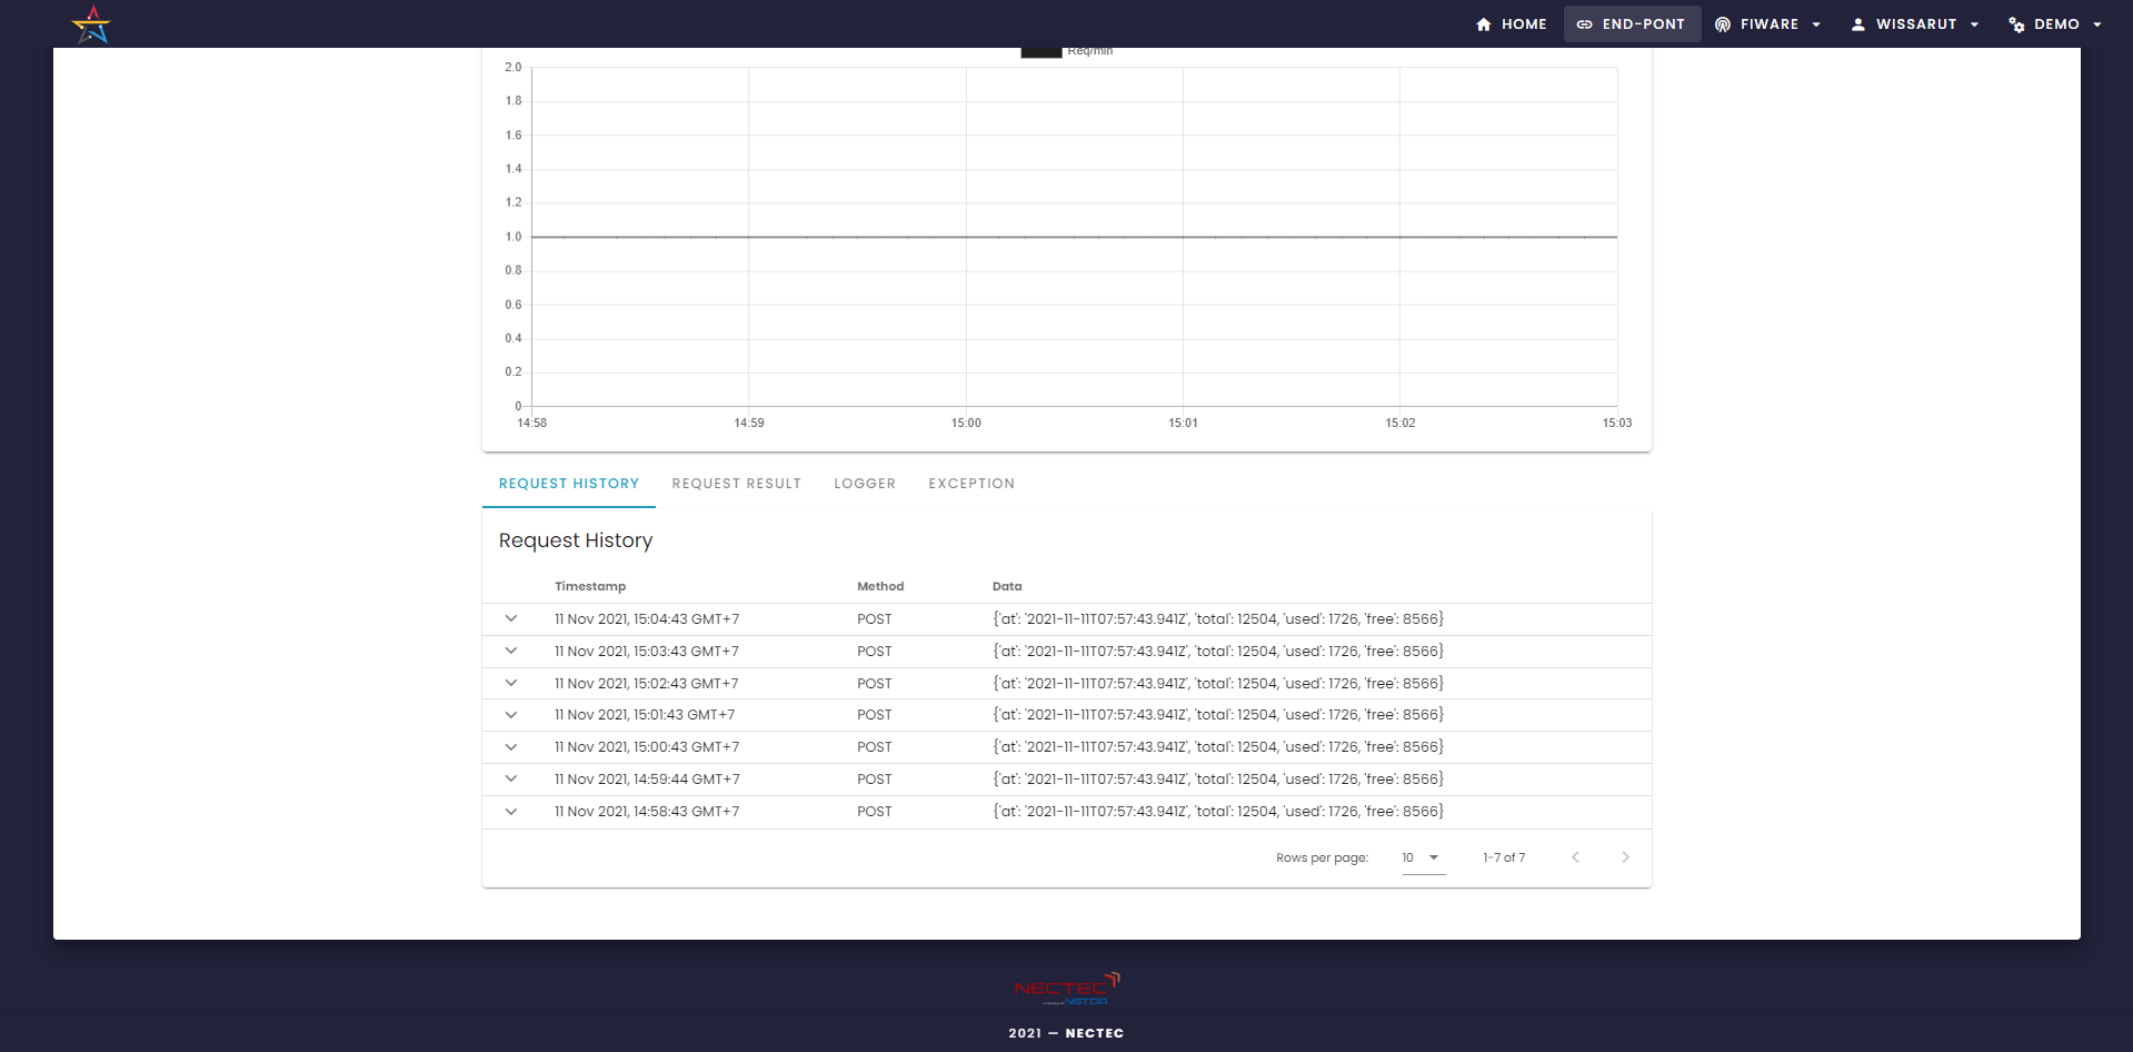 HOME END-PONT FIWARE WISSARUT DEMO
Req/min
2.0
1.8
1.6
1.4
1.2
1.0
0.8
0.6
0.4
0.2
0
14:58 14:59 15:00 15:01 15:02 15:03
REQUEST HISTORY REQUEST RESULT LOGGER EXCEPTION
Request History
Timestamp Method Data
11 Nov 2021, 15:04:43 GMT+7 POST {'at': '2021-11-11T07:57:43.941Z', 'total': 12504, 'used': 1726, 'free': 8566}
11 Nov 2021, 15:03:43 GMT+7 POST {'at': '2021-11-11T07:57:43.941Z', 'total': 12504, 'used': 1726, 'free': 8566}
11 Nov 2021, 15:02:43 GMT+7 POST {'at': '2021-11-11T07:57:43.941Z', 'total': 12504, 'used': 1726, 'free': 8566}
11 Nov 2021, 15:01:43 GMT+7 POST {'at': '2021-11-11T07:57:43.941Z', 'total': 12504, 'used': 1726, 'free': 8566}
11 Nov 2021, 15:00:43 GMT+7 POST {'at': '2021-11-11T07:57:43.941Z', 'total': 12504, 'used': 1726, 'free': 8566}
11 Nov 2021, 14:59:44 GMT+7 POST {'at': '2021-11-11T07:57:43.941Z', 'total': 12504, 'used': 1726, 'free': 8566}
11 Nov 2021, 14:58:43 GMT+7 POST {'at': '2021-11-11T07:57:43.941Z', 'total': 12504, 'used': 1726, 'free': 8566}
Rows per page: 10 1-7 of 7
NECTEC
NSTDA
2021 — NECTEC